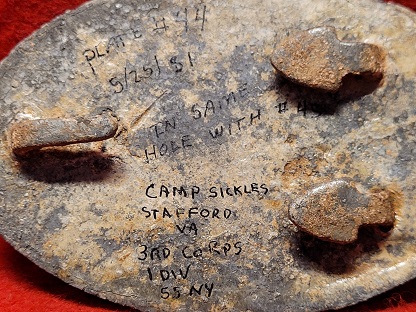 PLATE #44
5/25/81
IN SAME
HOLE WITH #45
CAMP SICKLES
STAFFORD
VA
3RD CORPS
1 DIV
55 NY